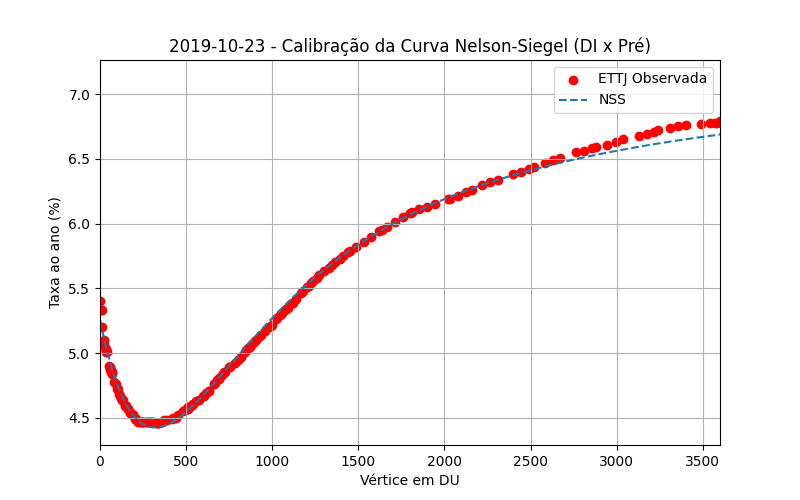 2019-10-23 - Calibração da Curva Nelson-Siegel (DI x Pré)
ETTJ Observada
NSS
Taxa ao ano (%)
7.0
6.5
6.0
5.5
5.0
4.5
0 500 1000 1500 2000 2500 3000 3500
Vértice em DU